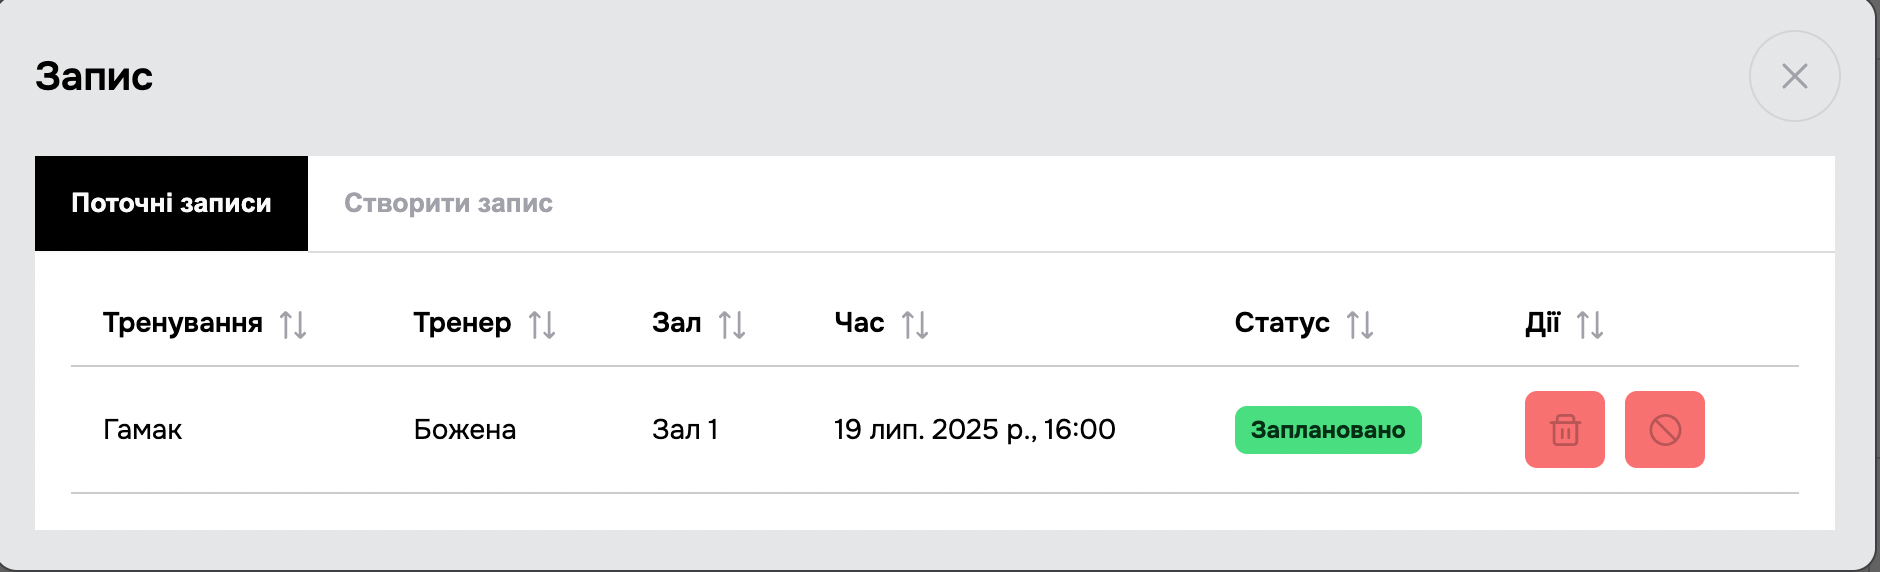 Запис
Поточні записи Створити запис
Тренування Тренер Зал Час Статус Дії
Гамак Божена Зал 1 19 лип. 2025 р., 16:00 Заплановано